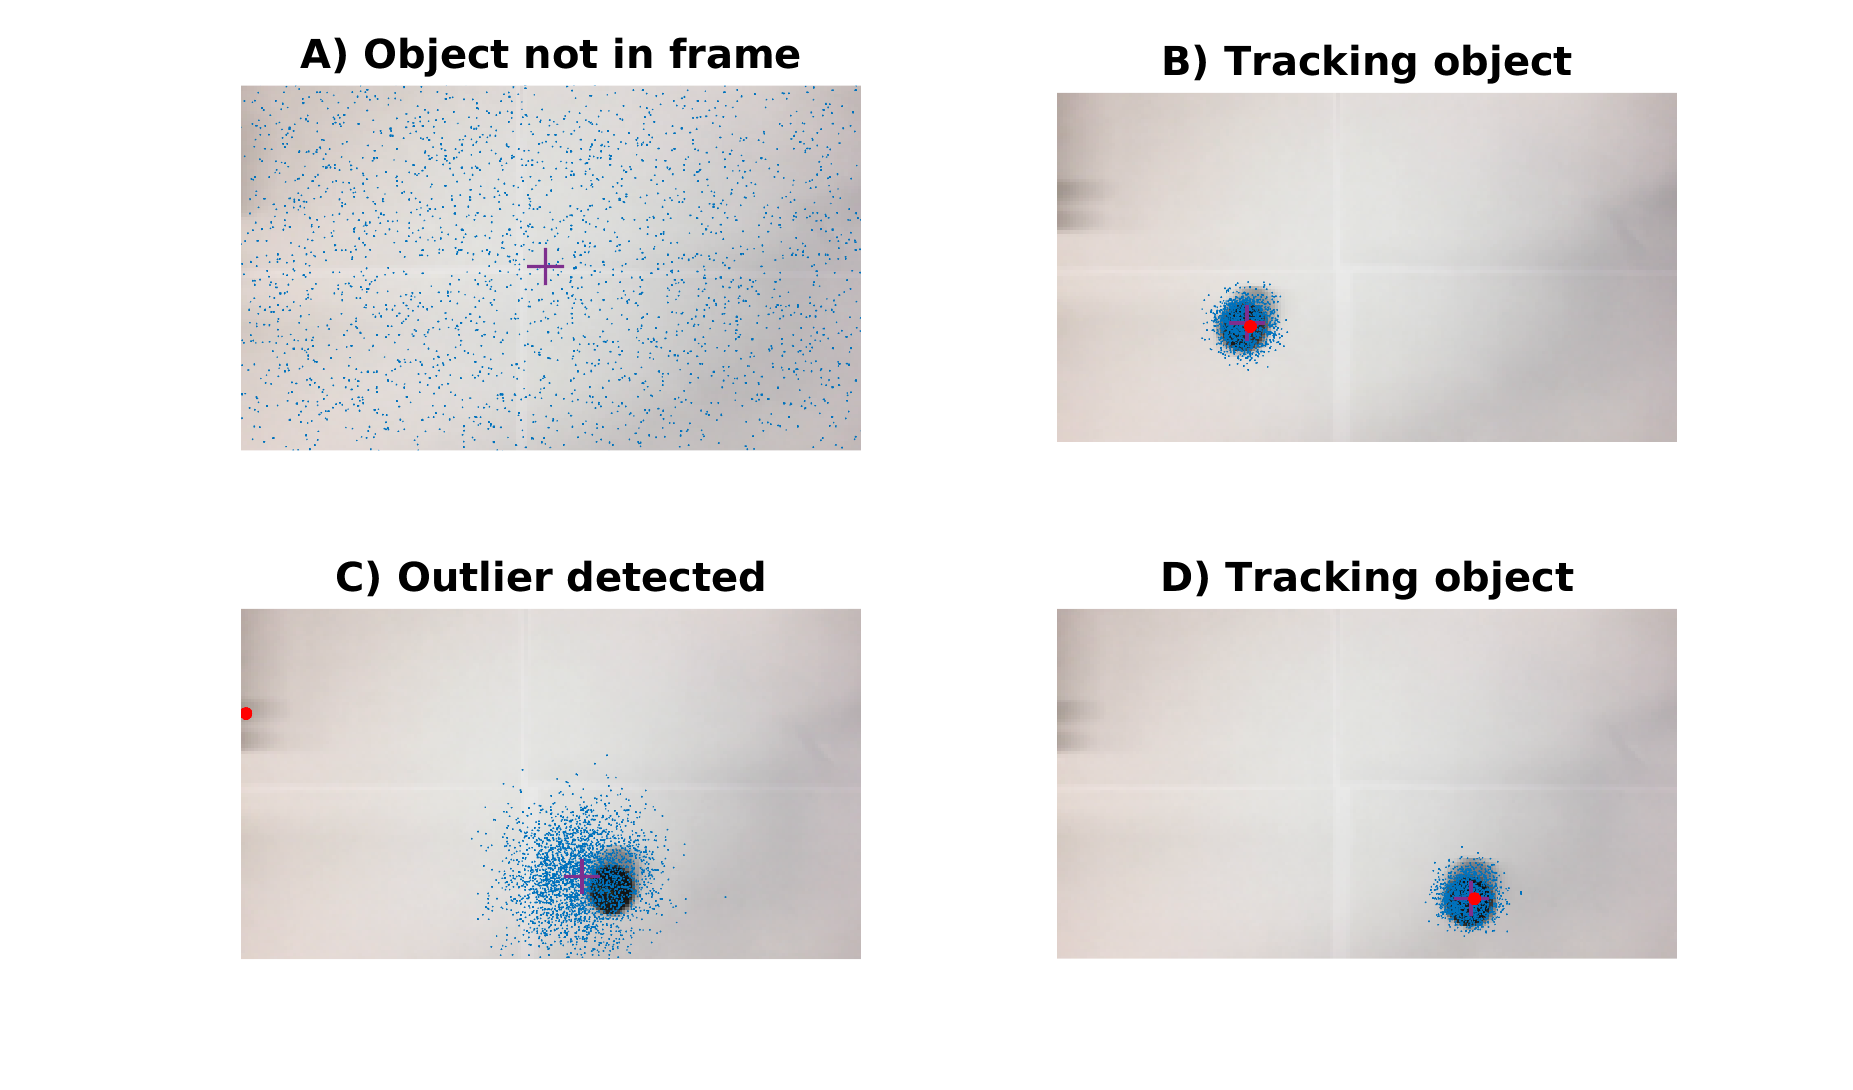 A) Object not in frame
B) Tracking object
C) Outlier detected
D) Tracking object